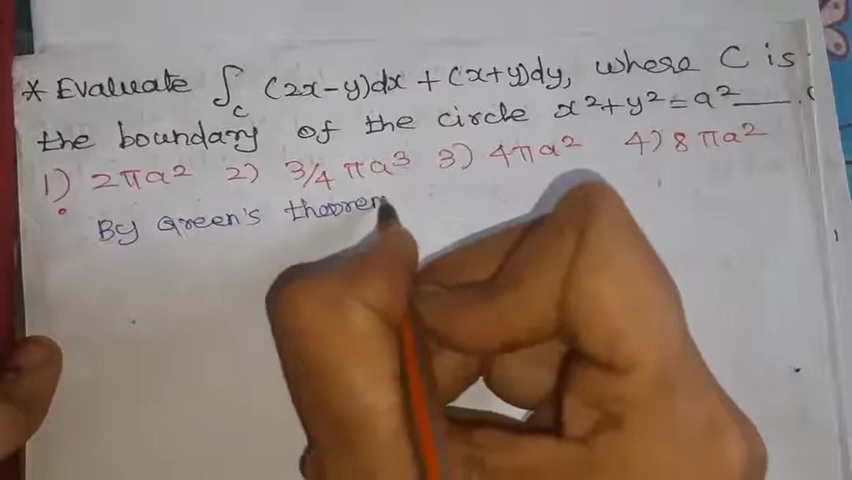 * Evaluate ∫c (2x-y)dx + (x+y)dy, where C is
the boundary of the circle x²+y²=a² ___.
1) 2πa² 2) 3/4 πa³ 3) 4πa² 4) 8πa²
By Green's theorem